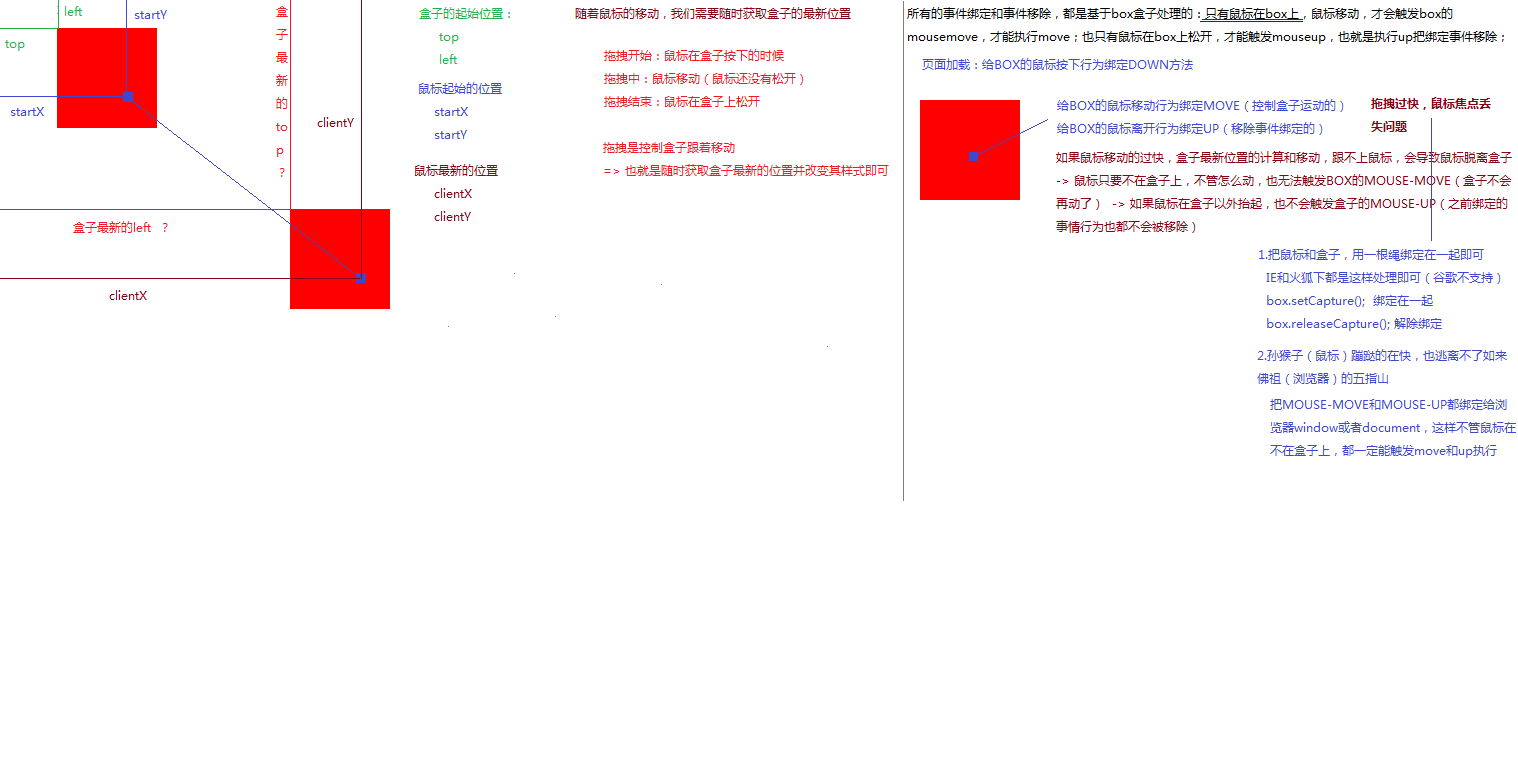 left
startY
top
startX
盒
子
最
新
的
to
p
?
clientY
盒子最新的left ?
clientX
盒子的起始位置：
top
left
鼠标起始的位置
startX
startY
鼠标最新的位置
clientX
clientY
随着鼠标的移动，我们需要随时获取盒子的最新位置
拖拽开始：鼠标在盒子按下的时候
拖拽中：鼠标移动（鼠标还没有松开）
拖拽结束：鼠标在盒子上松开
拖拽是控制盒子跟着移动
=> 也就是随时获取盒子最新的位置并改变其样式即可
所有的事件绑定和事件移除，都是基于box盒子处理的：只有鼠标在box上，鼠标移动，才会触发box的
mousemove，才能执行move；也只有鼠标在box上松开，才能触发mouseup，也就是执行up把绑定事件移除；
页面加载：给BOX的鼠标按下行为绑定DOWN方法
给BOX的鼠标移动行为绑定MOVE（控制盒子运动的）
给BOX的鼠标离开行为绑定UP（移除事件绑定的）
拖拽过快，鼠标焦点丢
失问题
如果鼠标移动的过快，盒子最新位置的计算和移动，跟不上鼠标，会导致鼠标脱离盒子
-> 鼠标只要不在盒子上，不管怎么动，也无法触发BOX的MOUSE-MOVE（盒子不会
再动了） -> 如果鼠标在盒子以外抬起，也不会触发盒子的MOUSE-UP（之前绑定的
事情行为也都不会被移除）
1.把鼠标和盒子，用一根绳绑定在一起即可
IE和火狐下都是这样处理即可（谷歌不支持）
box.setCapture(); 绑定在一起
box.releaseCapture(); 解除绑定
2.孙猴子（鼠标）蹦跶的在快，也逃离不了如来
佛祖（浏览器）的五指山
把MOUSE-MOVE和MOUSE-UP都绑定给浏
览器window或者document，这样不管鼠标在
不在盒子上，都一定能触发move和up执行